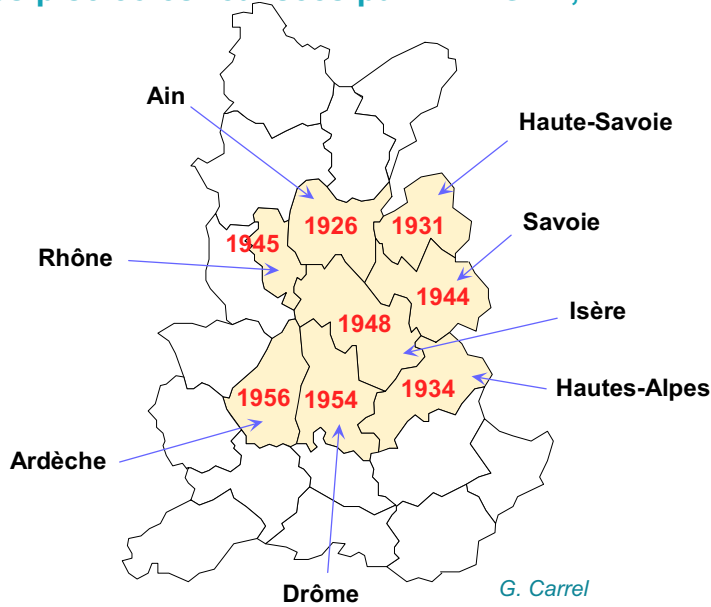 Ain
Haute-Savoie
1926
1931
Savoie
1945
Rhône
1944
Isère
1948
Hautes-Alpes
1934
1956
1954
Ardèche
Drôme
G. Carrel